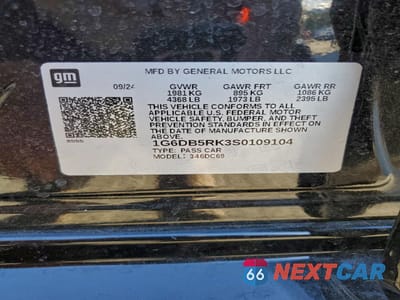 gm
MFD BY GENERAL MOTORS LLC
09/24 GVWR GAWR FRT GAWR RR
1981 KG 895 KG 1086 KG
4368 LB 1973 LB 2395 LB
THIS VEHICLE CONFORMS TO ALL
APPLICABLE U.S. FEDERAL MOTOR
VEHICLE SAFETY, BUMPER, AND THEFT
PREVENTION STANDARDS IN EFFECT ON
THE DATE OF MANUFACTURE SHOWN ABOVE.
1G6DB5RK3S0109104
TYPE: PASS CAR
MODEL: 346DC69
66 NEXTCAR